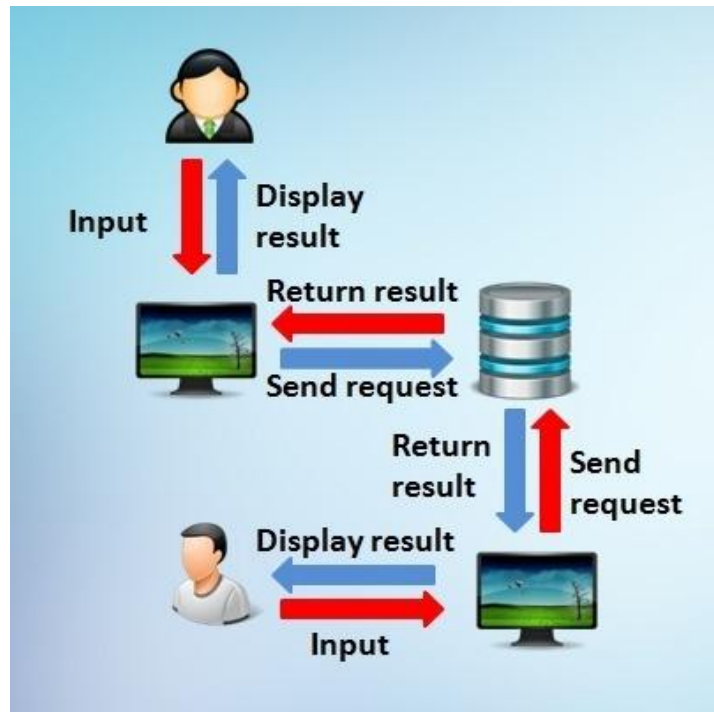 Input
Display
result
Return result
Send request
Return
result
Send
request
Display result
Input